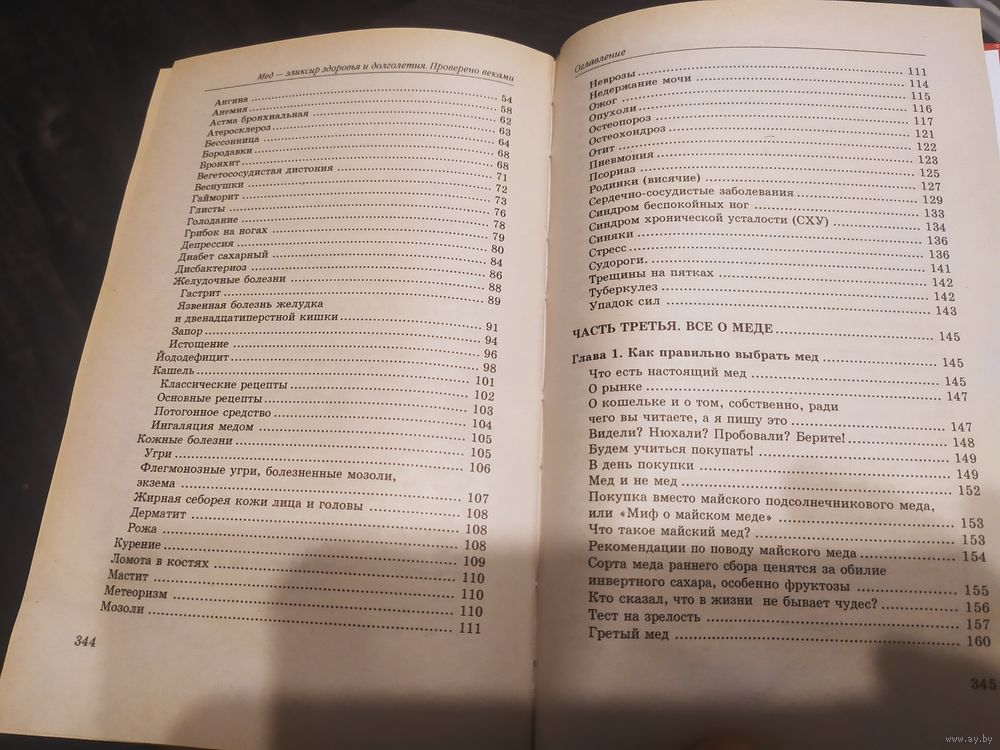 Мед — эликсир здоровья и долголетия. Проверено веками
Ангина 54
Анемия 58
Астма бронхиальная 62
Атеросклероз 63
Бессонница 64
Бородавки 68
Бронхит 68
Вегетососудистая дистония 71
Веснушки 72
Гайморит 73
Глисты 76
Голодание 78
Грибок на ногах 79
Депрессия 80
Диабет сахарный 84
Дисбактериоз 86
Желудочные болезни 88
Гастрит 89
Язвенная болезнь желудка
и двенадцатиперстной кишки 91
Запор 94
Истощение 96
Йододефицит 98
Кашель 101
Классические рецепты 102
Основные рецепты 103
Потогонное средство 104
Ингаляция медом 105
Кожные болезни 105
Угри 106
Флегмонозные угри, болезненные мозоли,
экзема 107
Жирная себорея кожи лица и головы 108
Дерматит 108
Рожа 108
Курение 109
Ломота в костях 110
Мастит 110
Метеоризм 110
Мозоли 111
344
Оглавление
Неврозы 111
Недержание мочи 114
Ожог 115
Опухоли 116
Остеопороз 117
Остеохондроз 121
Отит 122
Пневмония 123
Псориаз 125
Родинки (висячие) 127
Сердечно-сосудистые заболевания 129
Синдром беспокойных ног 133
Синдром хронической усталости (СХУ) 134
Синяки 136
Стресс 136
Судороги. 141
Трещины на пятках 142
Туберкулез 142
Упадок сил 143
ЧАСТЬ ТРЕТЬЯ. ВСЕ О МЕДЕ 145
Глава 1. Как правильно выбрать мед 145
Что есть настоящий мед 145
О рынке 147
О кошельке и о том, собственно, ради
чего вы читаете, а я пишу это 147
Видели? Нюхали? Пробовали? Берите! 148
Будем учиться покупать! 149
В день покупки 149
Мед и не мед 152
Покупка вместо майского подсолнечникового меда,
или «Миф о майском меде» 153
Что такое майский мед? 153
Рекомендации по поводу майского меда 154
Сорта меда раннего сбора ценятся за обилие
инвертного сахара, особенно фруктозы 155
Кто сказал, что в жизни не бывает чудес? 156
Тест на зрелость 157
Гретый мед 160
345
www.ay.by